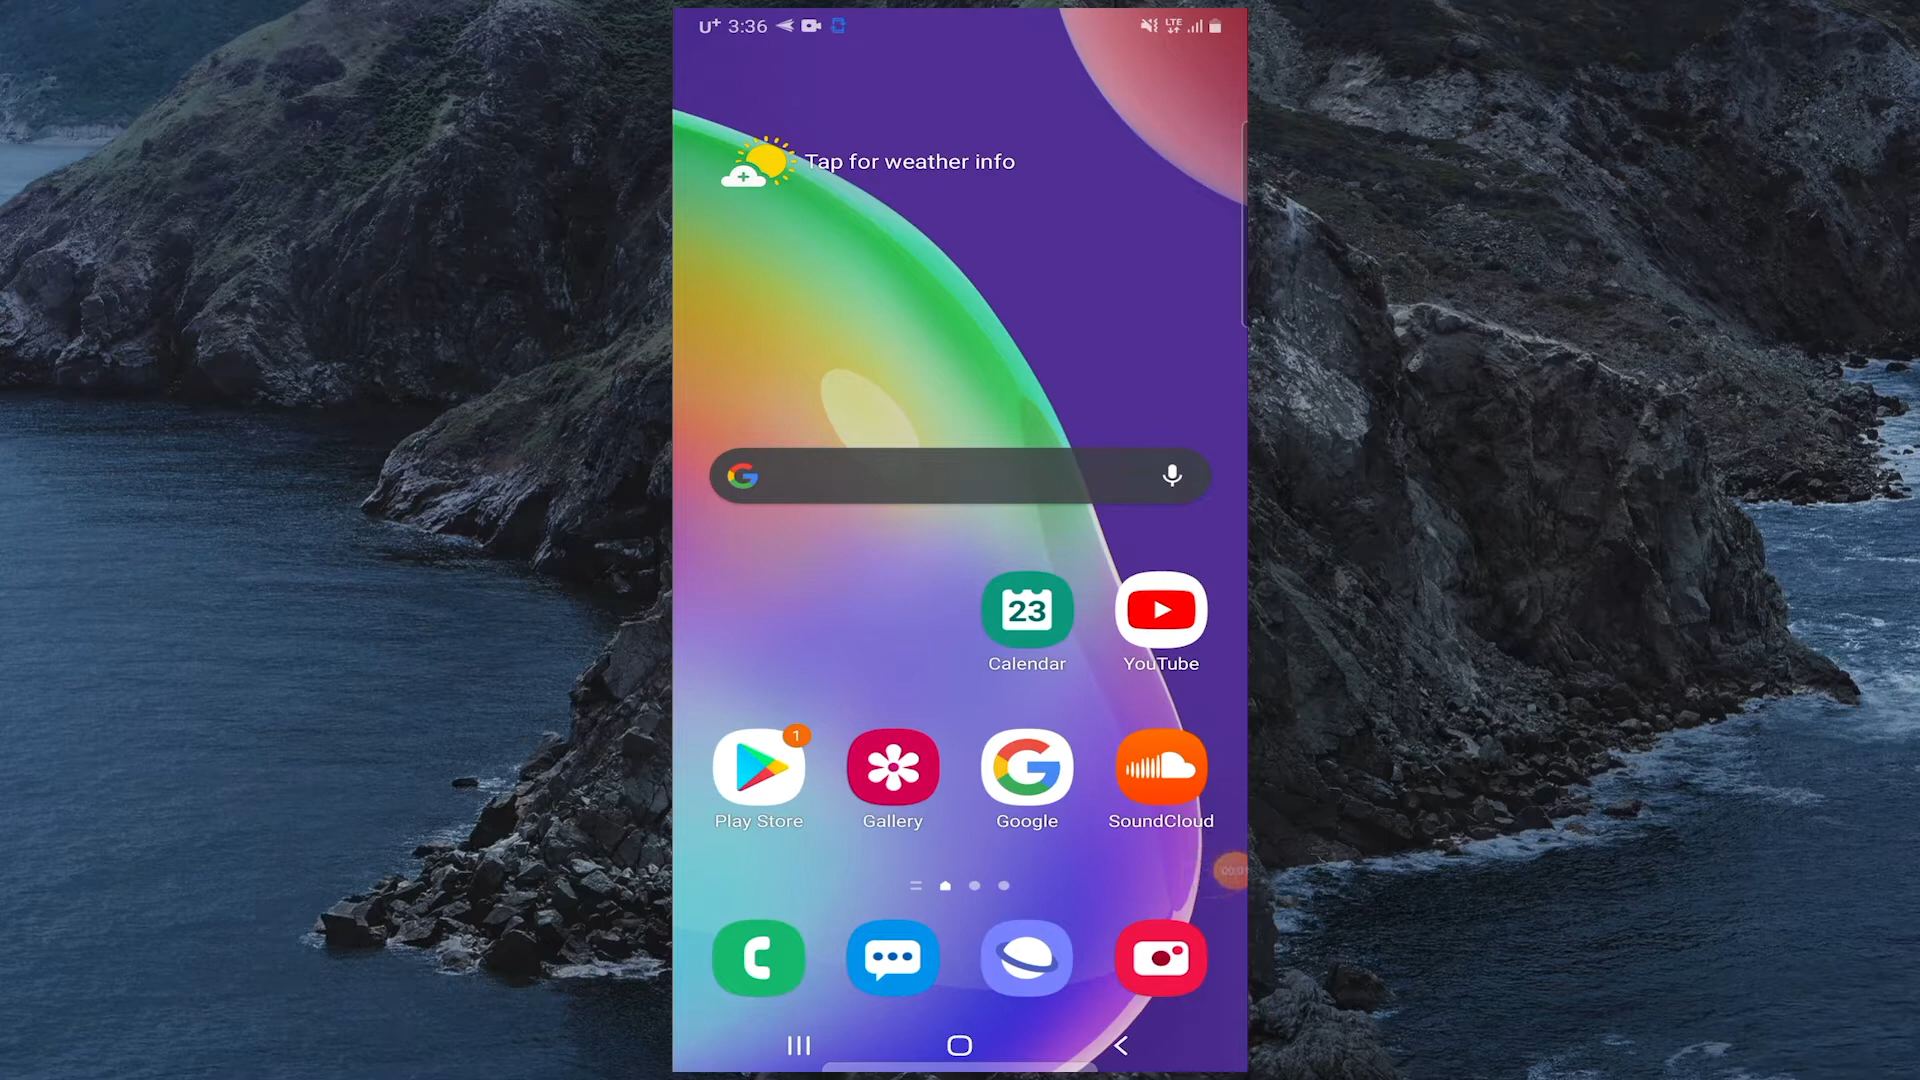 U+ 3:36 LTE
Tap for weather info
23
Calendar YouTube
1
Play Store Gallery Google SoundCloud